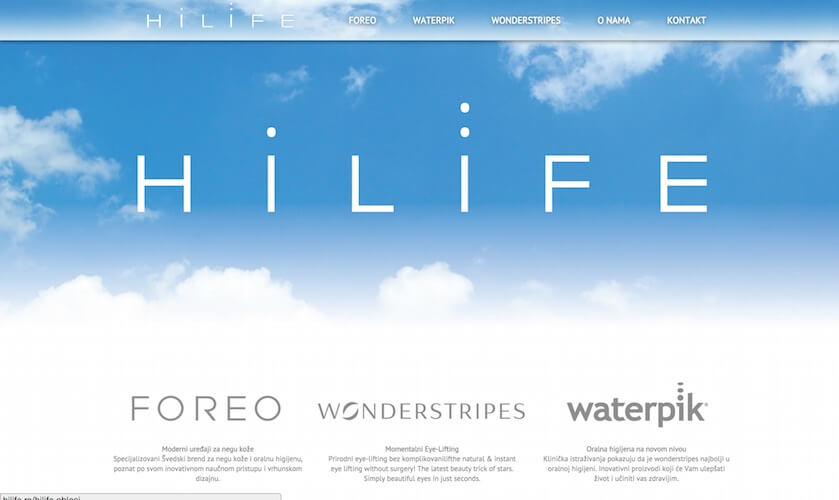 HiLiFE FOREO WATERPIK WONDERSTRIPES O NAMA KONTAKT
HiLiFE
FOREO
WONDERSTRIPES
waterpik®
Moderni uređaji za negu kože
Specijalizovani Švedski brend za negu kože i oralnu higijenu,
poznat po svom inovativnom naučnom pristupu i vrhunskom
dizajnu.
Momentalni Eye-Lifting
Prirodni eye-lifting bez komplikovanilifthe natural & instant
eye lifting without surgery! The latest beauty trick of stars.
Simply beautiful eyes in just seconds.
Oralna higijena na novom nivou
Klinička istraživanja pokazuju da je wonderstripes najbolji u
oralnoj higijeni. Inovativni proizvodi koji će Vam ulepšati
život i učiniti vas zdravijim.